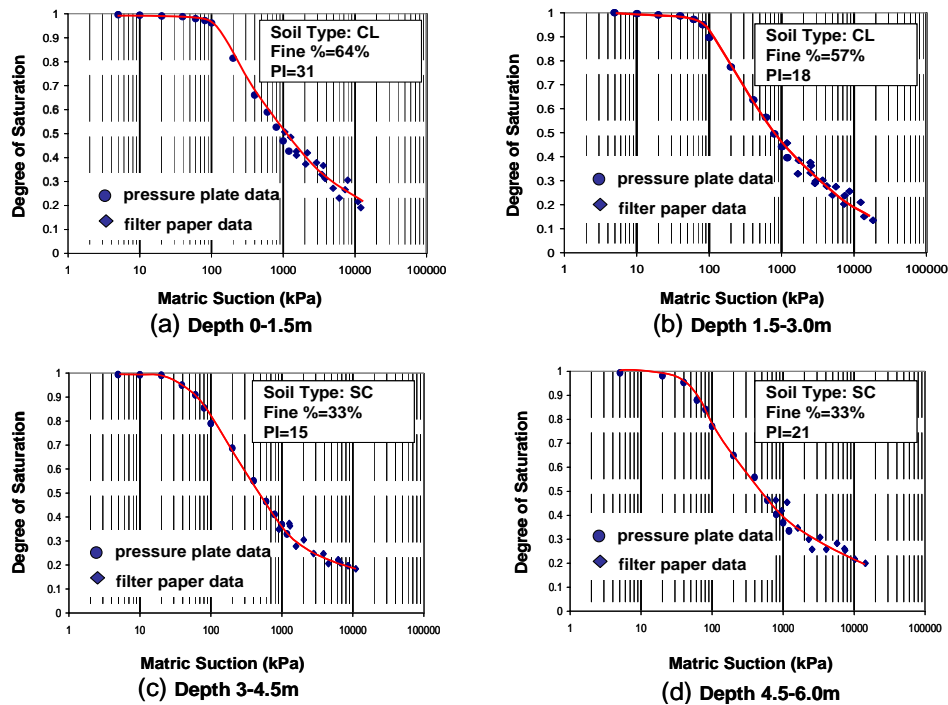 Soil Type: CL
Fine %=64%
PI=31
Degree of Saturation
1
0.9
0.8
0.7
0.6
0.5
0.4
0.3
0.2
0.1
0
pressure plate data
filter paper data
1 10 100 1000 10000 100000
Matric Suction (kPa)
(a) Depth 0-1.5m
Soil Type: CL
Fine %=57%
PI=18
Degree of Saturation
1
0.9
0.8
0.7
0.6
0.5
0.4
0.3
0.2
0.1
0
pressure plate data
filter paper data
1 10 100 1000 10000 100000
Matric Suction (kPa)
(b) Depth 1.5-3.0m
Soil Type: SC
Fine %=33%
PI=15
Degree of Saturation
1
0.9
0.8
0.7
0.6
0.5
0.4
0.3
0.2
0.1
0
pressure plate data
filter paper data
1 10 100 1000 10000 100000
Matric Suction (kPa)
(c) Depth 3-4.5m
Soil Type: SC
Fine %=33%
PI=21
Degree of Saturation
1
0.9
0.8
0.7
0.6
0.5
0.4
0.3
0.2
0.1
0
pressure plate data
filter paper data
1 10 100 1000 10000 100000
Matric Suction (kPa)
(d) Depth 4.5-6.0m